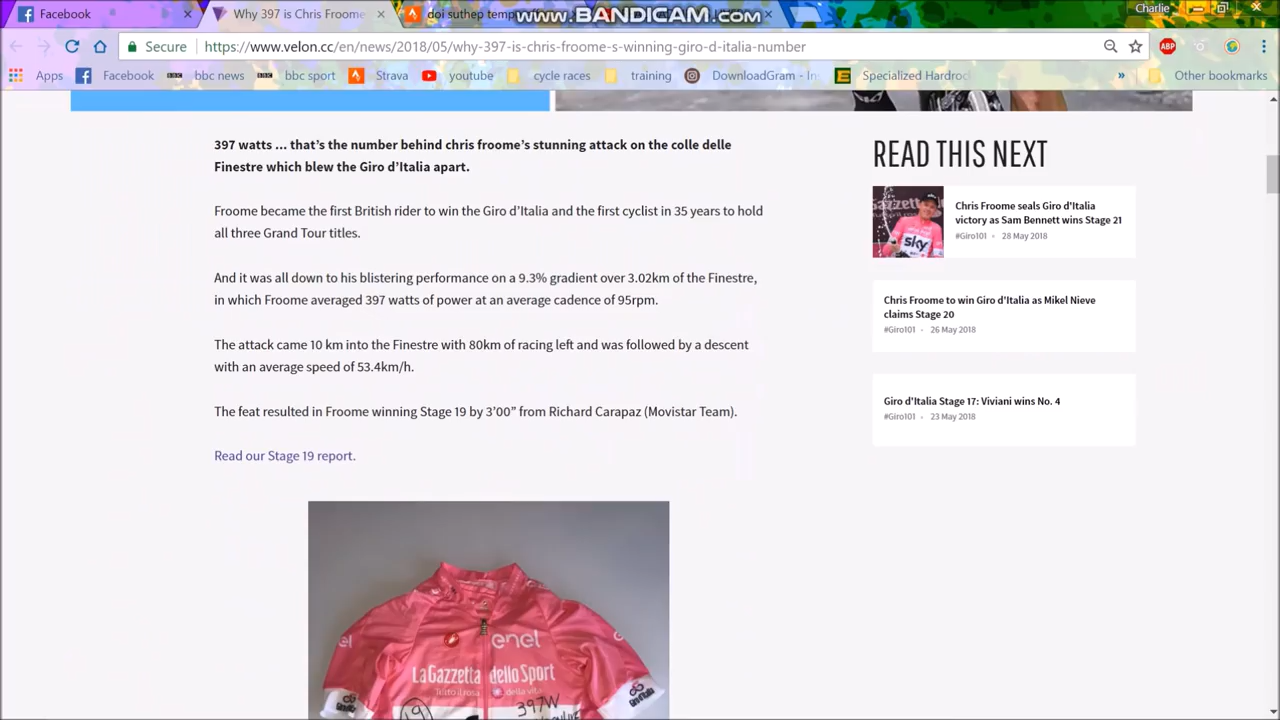 Facebook
Why 397 is Chris Froome
doi suthep temp
www.BANDICAM.com
Charlie
Secure
https://www.velon.cc/en/news/2018/05/why-397-is-chris-froome-s-winning-giro-d-italia-number
ABP
Apps
Facebook
bbc news
bbc sport
Strava
youtube
cycle races
training
DownloadGram - In
Specialized Hardroc
»
Other bookmarks
397 watts ... that’s the number behind chris froome’s stunning attack on the colle delle
Finestre which blew the Giro d’Italia apart.
Froome became the first British rider to win the Giro d’Italia and the first cyclist in 35 years to hold
all three Grand Tour titles.
And it was all down to his blistering performance on a 9.3% gradient over 3.02km of the Finestre,
in which Froome averaged 397 watts of power at an average cadence of 95rpm.
The attack came 10 km into the Finestre with 80km of racing left and was followed by a descent
with an average speed of 53.4km/h.
The feat resulted in Froome winning Stage 19 by 3’00” from Richard Carapaz (Movistar Team).
Read our Stage 19 report.
enel
La Gazzetta dello Sport
Tutto il rosa della vita
397W
READ THIS NEXT
sky
Chris Froome seals Giro d'Italia
victory as Sam Bennett wins Stage 21
#Giro101 • 28 May 2018
Chris Froome to win Giro d’Italia as Mikel Nieve
claims Stage 20
#Giro101 • 26 May 2018
Giro d'Italia Stage 17: Viviani wins No. 4
#Giro101 • 23 May 2018